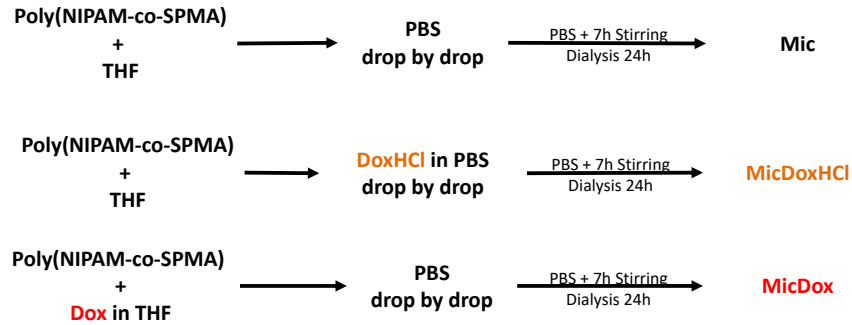 Poly(NIPAM-co-SPMA)
+
THF
PBS
drop by drop
PBS + 7h Stirring
Dialysis 24h
Mic
Poly(NIPAM-co-SPMA)
+
THF
DoxHCl in PBS
drop by drop
PBS + 7h Stirring
Dialysis 24h
MicDoxHCl
Poly(NIPAM-co-SPMA)
+
Dox in THF
PBS
drop by drop
PBS + 7h Stirring
Dialysis 24h
MicDox